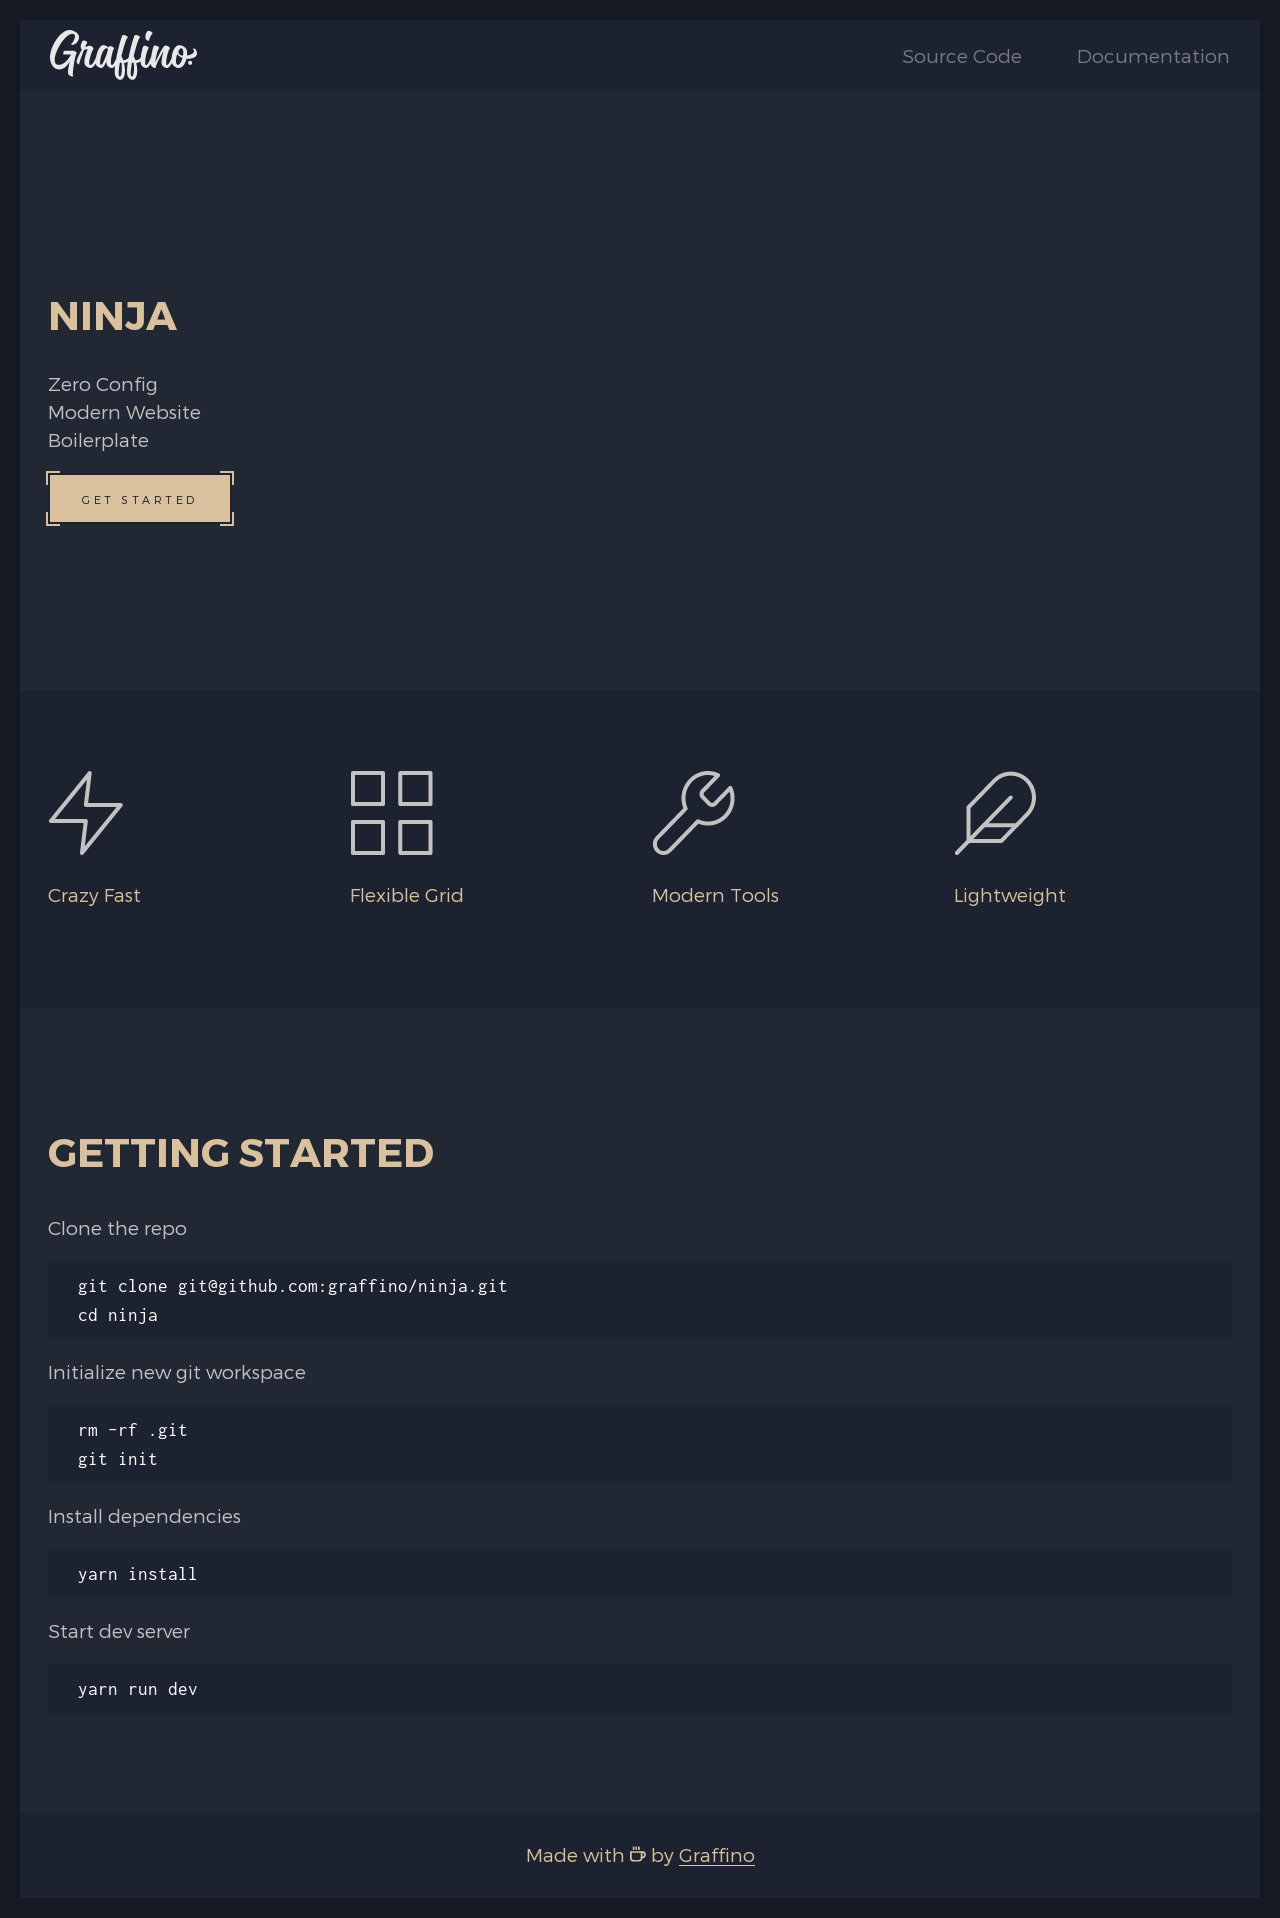 Graffino
Source Code
Documentation
NINJA
Zero Config
Modern Website
Boilerplate
GET STARTED
Crazy Fast
Flexible Grid
Modern Tools
Lightweight
GETTING STARTED
Clone the repo
git clone git@github.com:graffino/ninja.git
cd ninja
Initialize new git workspace
rm -rf .git
git init
Install dependencies
yarn install
Start dev server
yarn run dev
Made with by Graffino